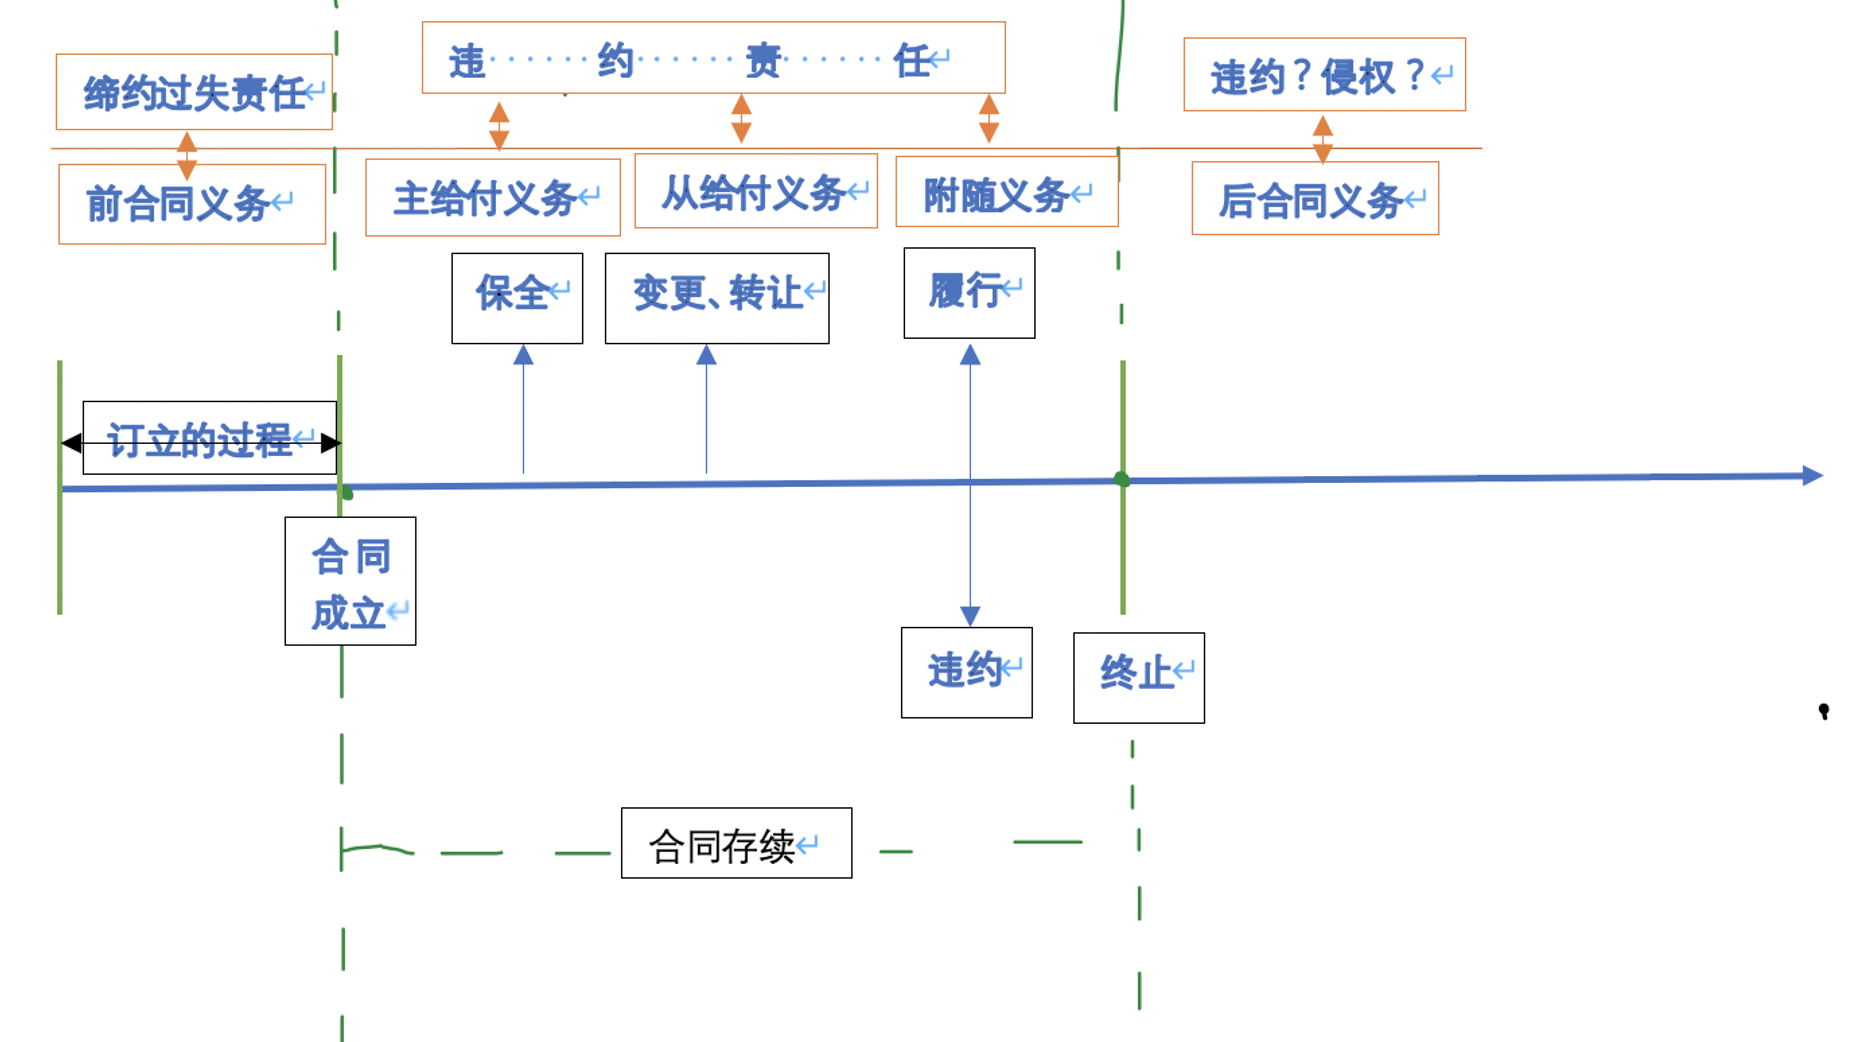 缔约过失责任
违······约······责······任
违约？侵权？
前合同义务
主给付义务
从给付义务
附随义务
后合同义务
保全
变更、转让
履行
订立的过程
合同
成立
违约
终止
合同存续